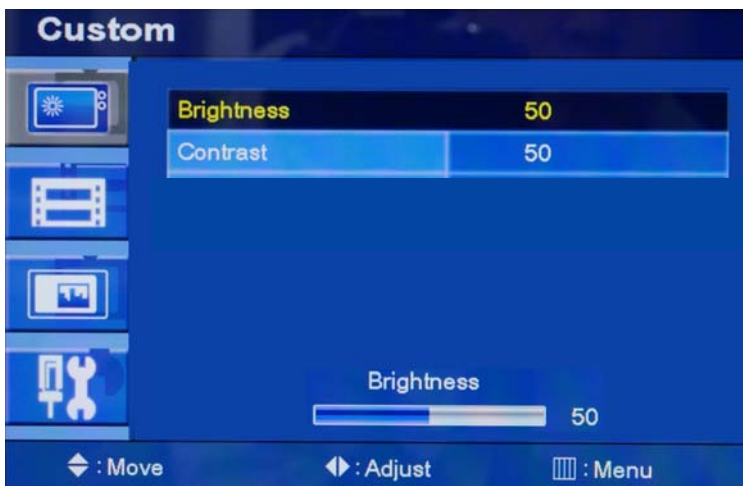 Custom
Brightness 50
Contrast 50
Brightness
50
: Move : Adjust : Menu